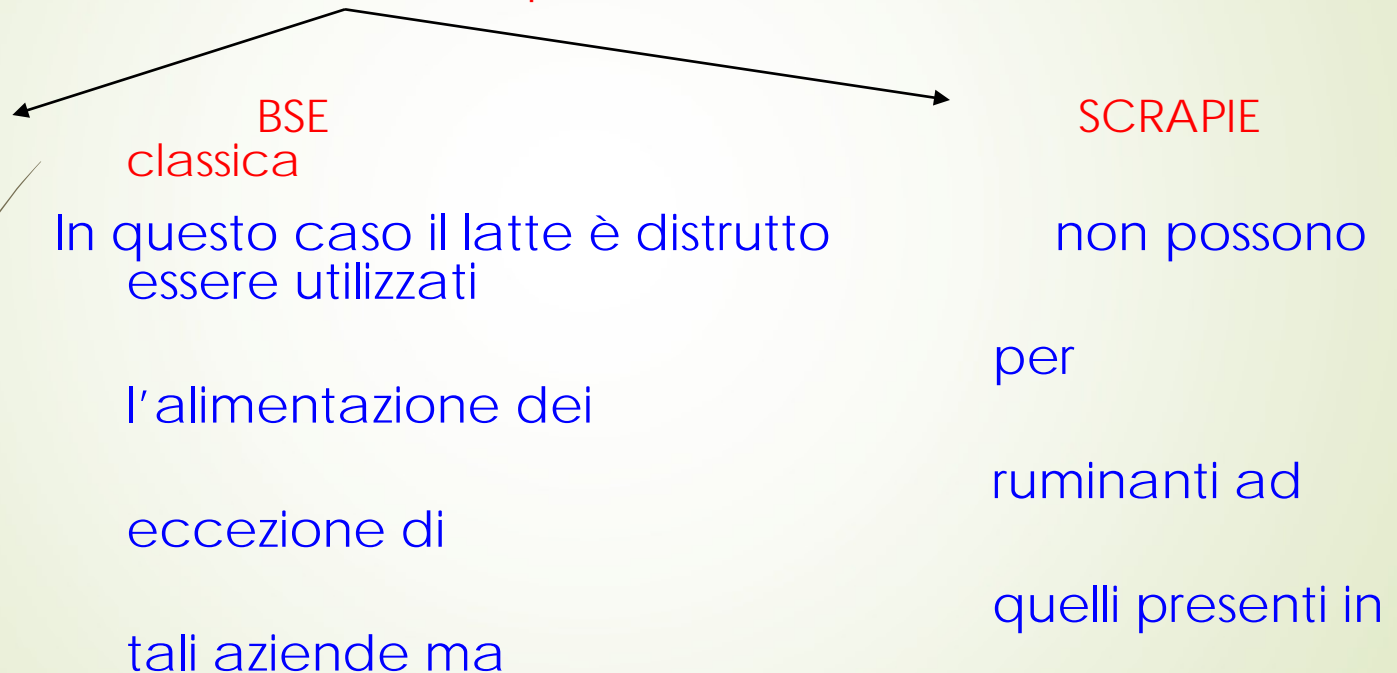 BSE SCRAPIE
classica
In questo caso il latte è distrutto non possono
essere utilizzati
per
l'alimentazione dei
ruminanti ad
eccezione di
quelli presenti in
tali aziende ma